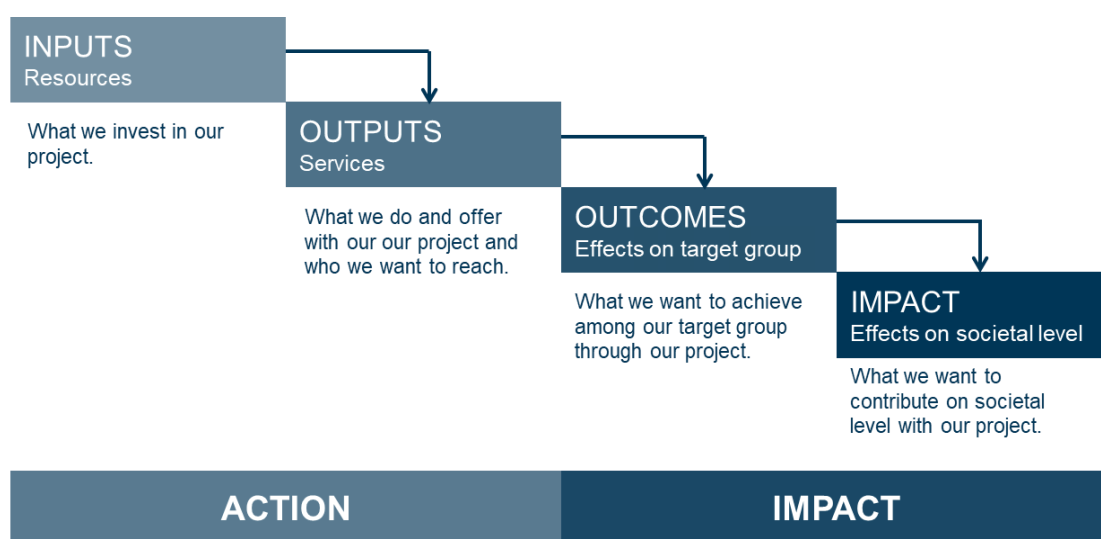 INPUTS
Resources
What we invest in our
project.
OUTPUTS
Services
What we do and offer
with our our project and
who we want to reach.
OUTCOMES
Effects on target group
What we want to achieve
among our target group
through our project.
IMPACT
Effects on societal level
What we want to
contribute on societal
level with our project.
ACTION
IMPACT